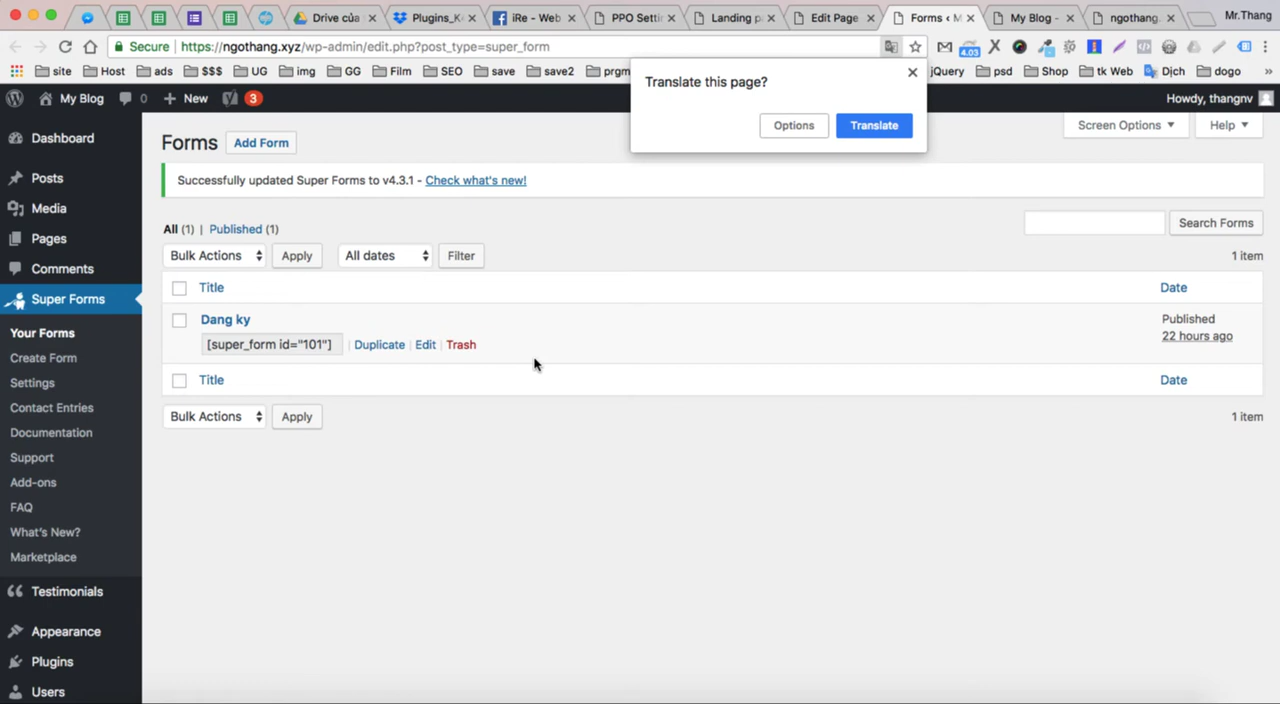 Drive của
Plugins_K
fRe - Web
PPO Setti
Landing p
Edit Page
Forms ‹ M
My Blog -
ngothang.
Mr.Thang
Secure
https://ngothang.xyz/wp-admin/edit.php?post_type=super_form
4.03
site
Host
ads
$$$
UG
img
GG
Film
SEO
save
save2
prgm
jQuery
psd
Shop
tk Web
Dịch
dogo
»
Translate this page?
Options
Translate
My Blog
0
New
3
Howdy, thangnv
Screen Options
Help
Dashboard
Posts
Media
Pages
Comments
Super Forms
Your Forms
Create Form
Settings
Contact Entries
Documentation
Support
Add-ons
FAQ
What's New?
Marketplace
Testimonials
Appearance
Plugins
Users
Forms
Add Form
Successfully updated Super Forms to v4.3.1 - Check what's new!
All (1) | Published (1)
Search Forms
Bulk Actions
Apply
All dates
Filter
1 item
Title
Date
Dang ky
[super_form id="101"] | Duplicate | Edit | Trash
Published
22 hours ago
Title
Date
Bulk Actions
Apply
1 item